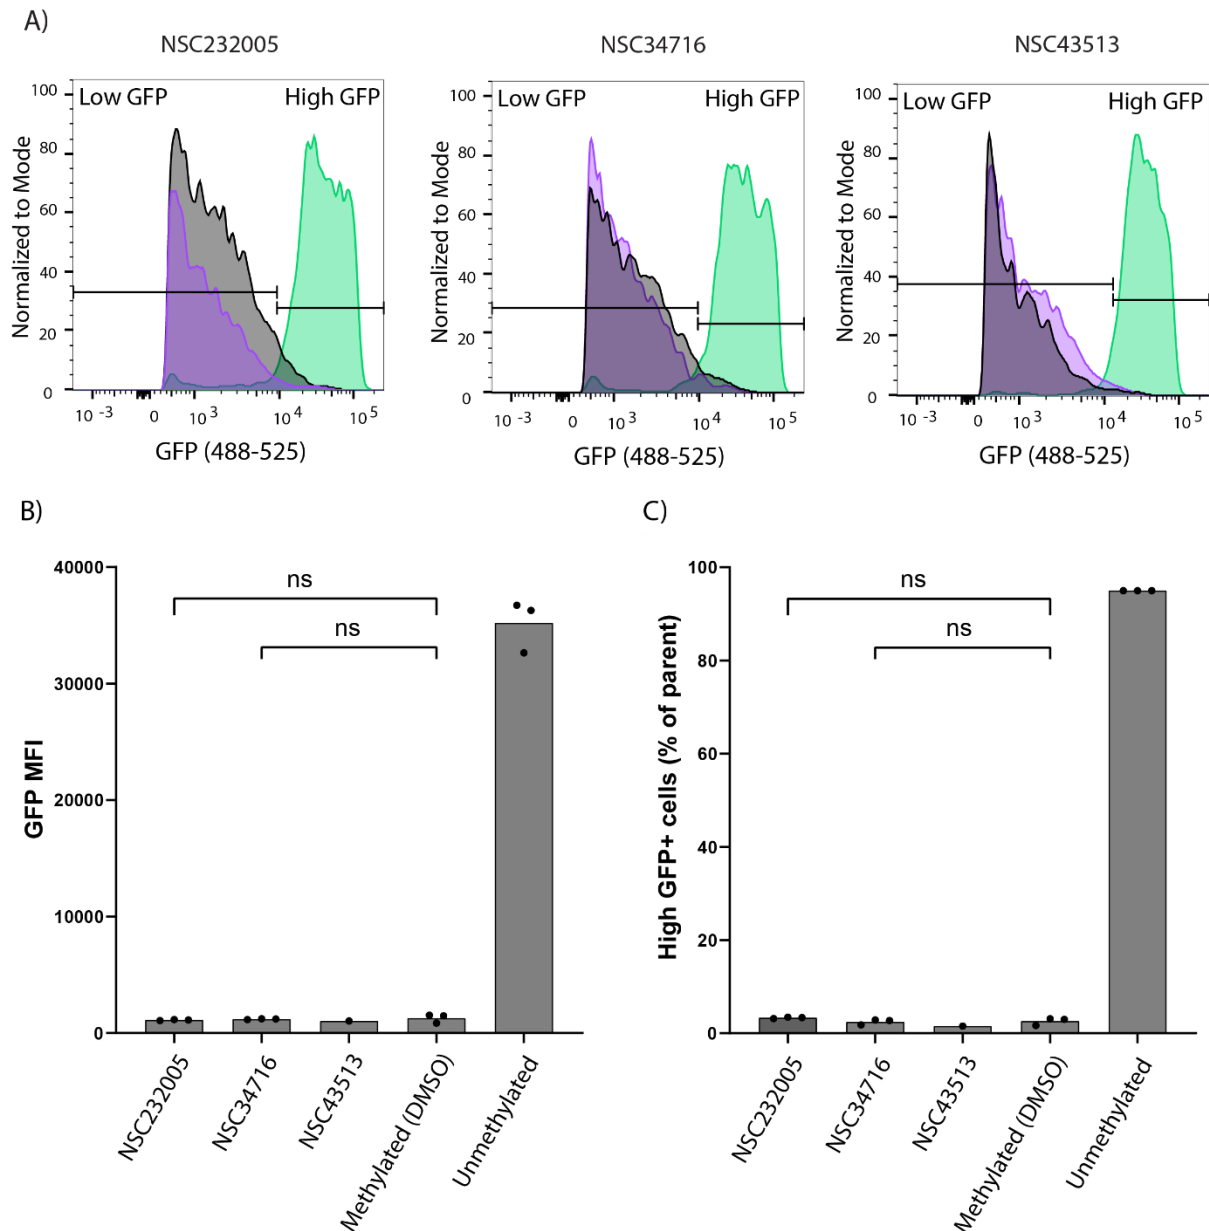 A)
NSC232005
NSC34716
NSC43513
Low GFP
High GFP
Normalized to Mode
100
80
60
40
20
0
10 -3
0
10 3
10 4
10 5
GFP (488-525)
Low GFP
High GFP
Normalized to Mode
100
80
60
40
20
0
10 -3
0
10 3
10 4
10 5
GFP (488-525)
Low GFP
High GFP
Normalized to Mode
100
80
60
40
20
0
10 -3
0
10 3
10 4
10 5
GFP (488-525)
B)
GFP MFI
40000
30000
20000
10000
0
ns
ns
NSC232005
NSC34716
NSC43513
Methylated (DMSO)
Unmethylated
C)
High GFP+ cells (% of parent)
100
80
60
40
20
0
ns
ns
NSC232005
NSC34716
NSC43513
Methylated (DMSO)
Unmethylated